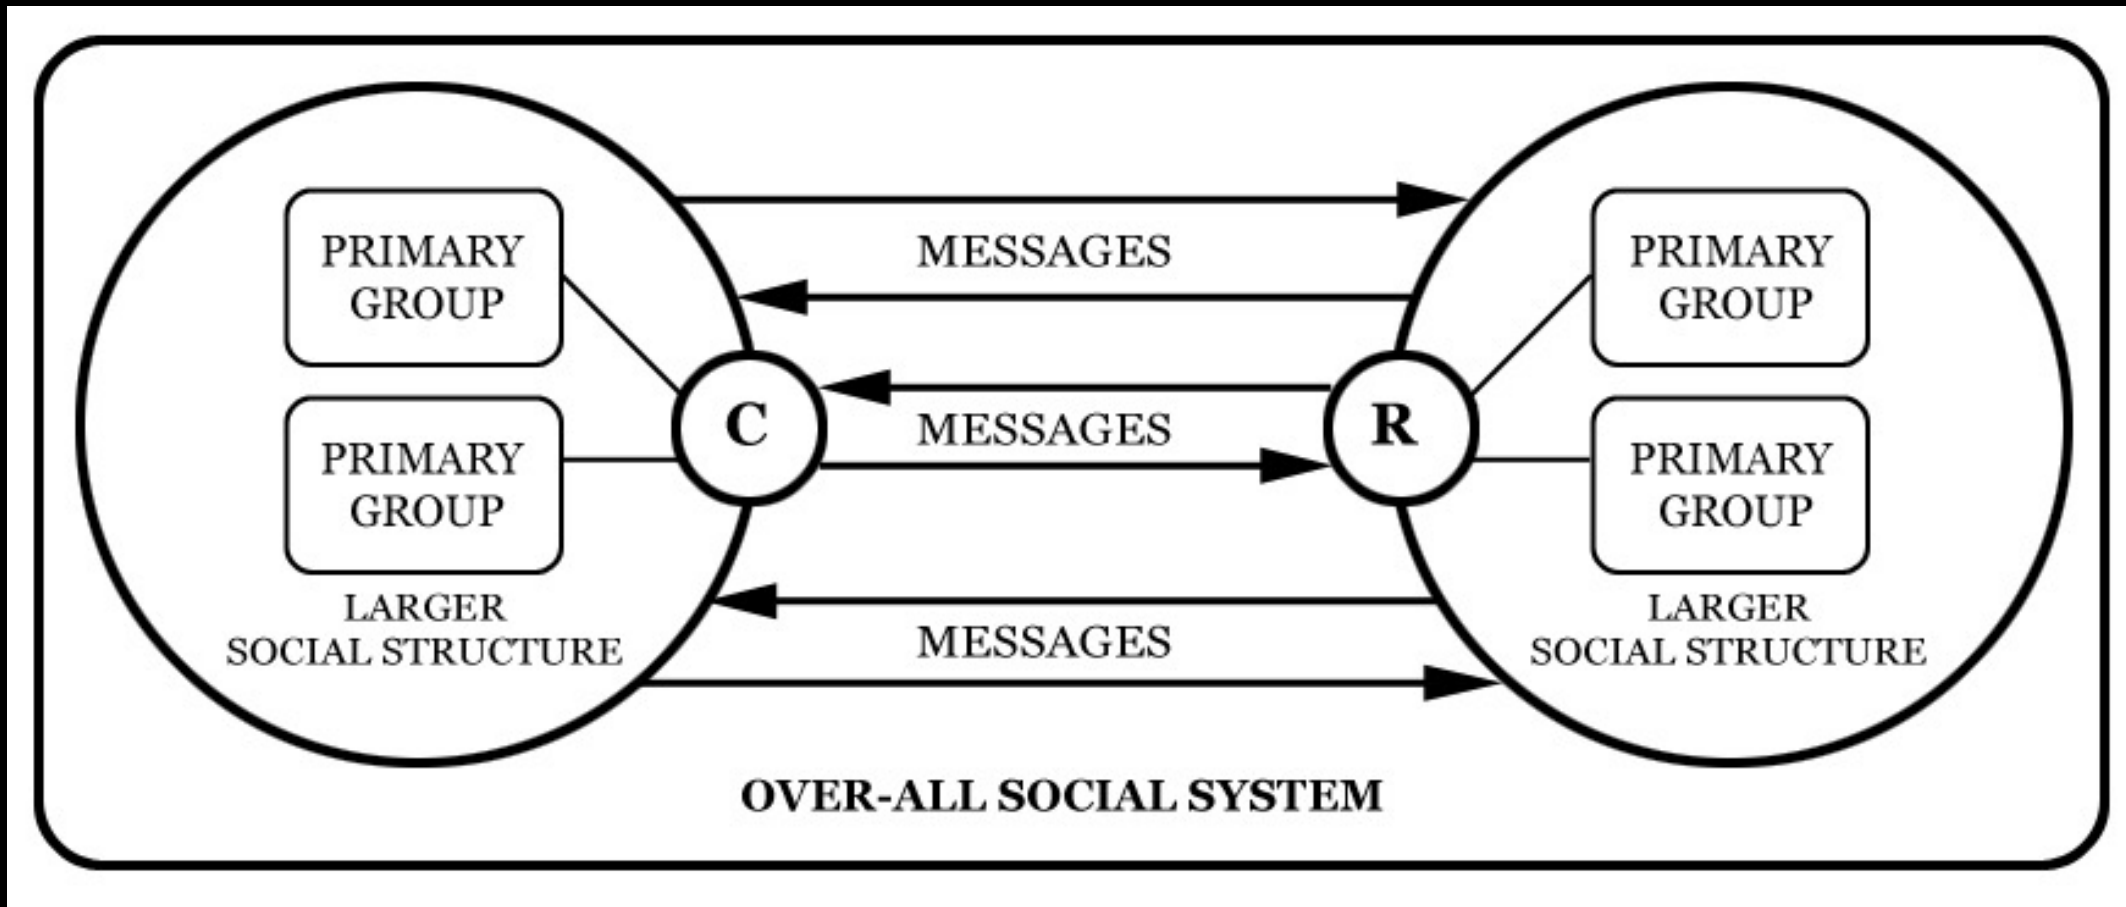 PRIMARY
GROUP
PRIMARY
GROUP
LARGER
SOCIAL STRUCTURE
C
MESSAGES
MESSAGES
MESSAGES
R
PRIMARY
GROUP
PRIMARY
GROUP
LARGER
SOCIAL STRUCTURE
OVER-ALL SOCIAL SYSTEM